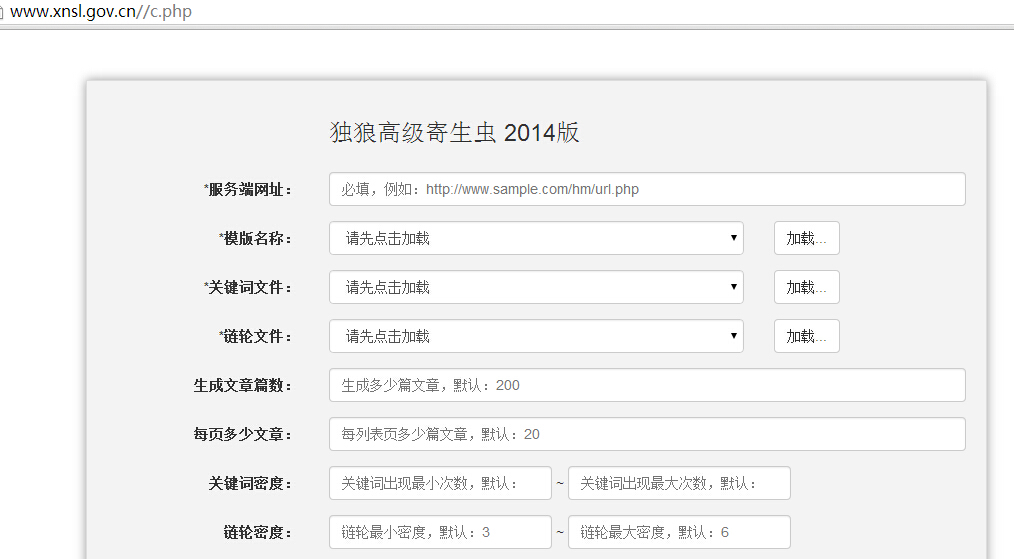 www.xnsl.gov.cn//c.php
独狼高级寄生虫 2014版
*服务端网址： 必填，例如：http://www.sample.com/hm/url.php
*模版名称： 请先点击加载 加载...
*关键词文件： 请先点击加载 加载...
*链轮文件： 请先点击加载 加载...
生成文章篇数： 生成多少篇文章，默认：200
每页多少文章： 每列表页多少篇文章，默认：20
关键词密度： 关键词出现最小次数，默认： ~ 关键词出现最大次数，默认：
链轮密度： 链轮最小密度，默认：3 ~ 链轮最大密度，默认：6